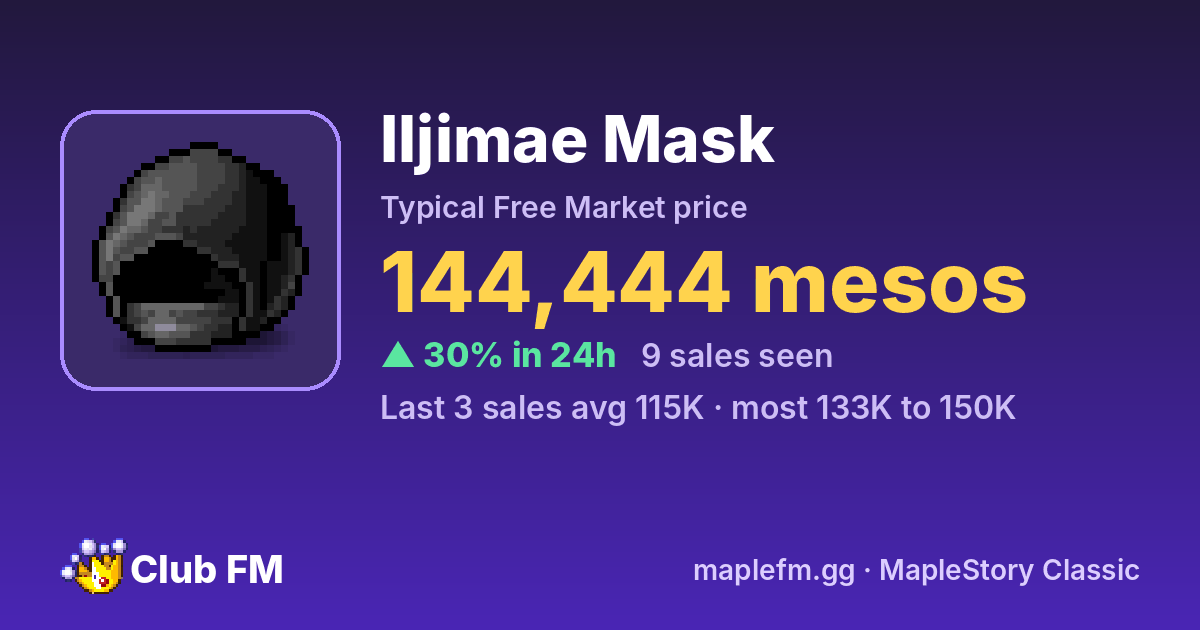 Iljimae Mask
Typical Free Market price
144,444 mesos
▲ 30% in 24h 9 sales seen
Last 3 sales avg 115K · most 133K to 150K
Club FM
maplefm.gg · MapleStory Classic